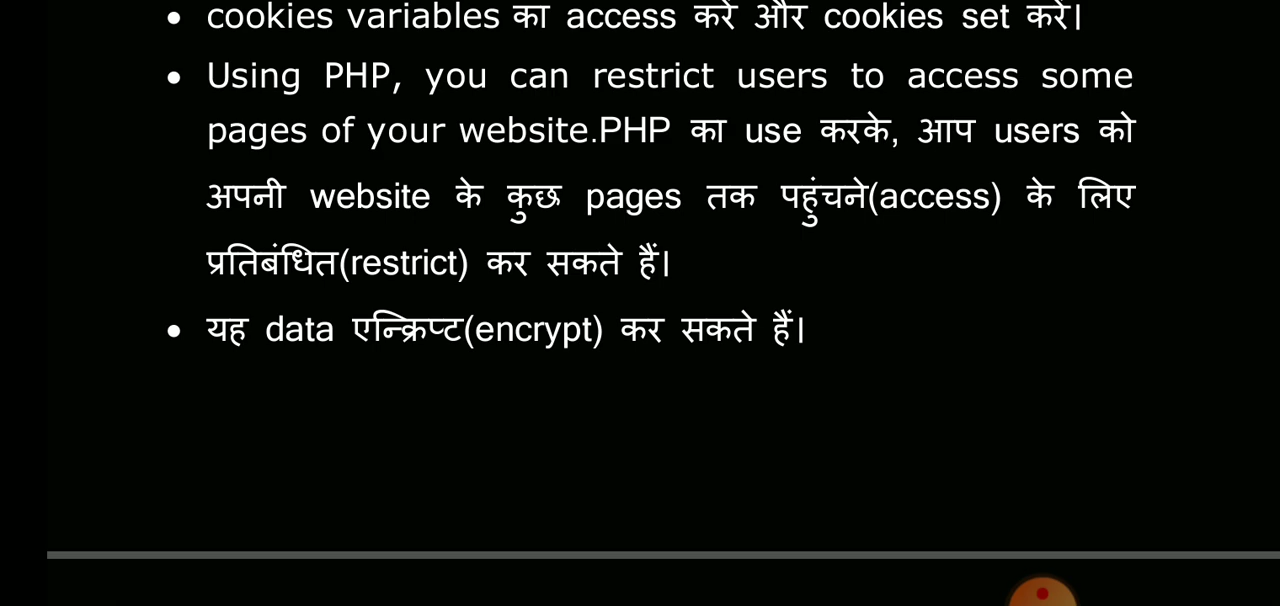 cookies variables का access करें और cookies set करें।
Using PHP, you can restrict users to access some
pages of your website.PHP का use करके, आप users को
अपनी website के कुछ pages तक पहुंचने(access) के लिए
प्रतिबंधित(restrict) कर सकते हैं।
यह data एन्क्रिप्ट(encrypt) कर सकते हैं।